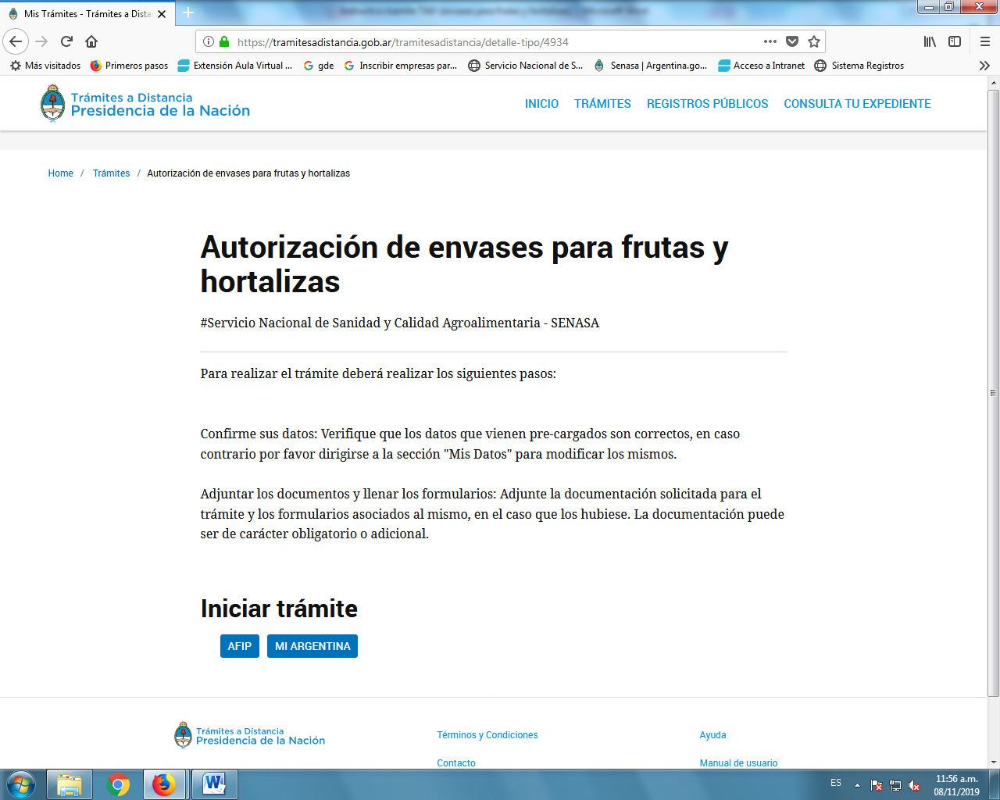 Mis Trámites - Trámites a Dista
https://tramitesadistancia.gob.ar/tramitesadistancia/detalle-tipo/4934
Más visitados
Primeros pasos
Extensión Aula Virtual ...
gde
Inscribir empresas par...
Servicio Nacional de S...
Senasa | Argentina.go...
Acceso a Intranet
Sistema Registros
Trámites a Distancia
Presidencia de la Nación
INICIO
TRÁMITES
REGISTROS PÚBLICOS
CONSULTA TU EXPEDIENTE
Home / Trámites / Autorización de envases para frutas y hortalizas
Autorización de envases para frutas y
hortalizas
#Servicio Nacional de Sanidad y Calidad Agroalimentaria - SENASA
Para realizar el trámite deberá realizar los siguientes pasos:
Confirme sus datos: Verifique que los datos que vienen pre-cargados son correctos, en caso
contrario por favor dirigirse a la sección "Mis Datos" para modificar los mismos.
Adjuntar los documentos y llenar los formularios: Adjunte la documentación solicitada para el
trámite y los formularios asociados al mismo, en el caso que los hubiese. La documentación puede
ser de carácter obligatorio o adicional.
Iniciar trámite
AFIP
MI ARGENTINA
Trámites a Distancia
Presidencia de la Nación
Términos y Condiciones
Ayuda
Contacto
Manual de usuario
ES
11:56 a.m.
08/11/2019